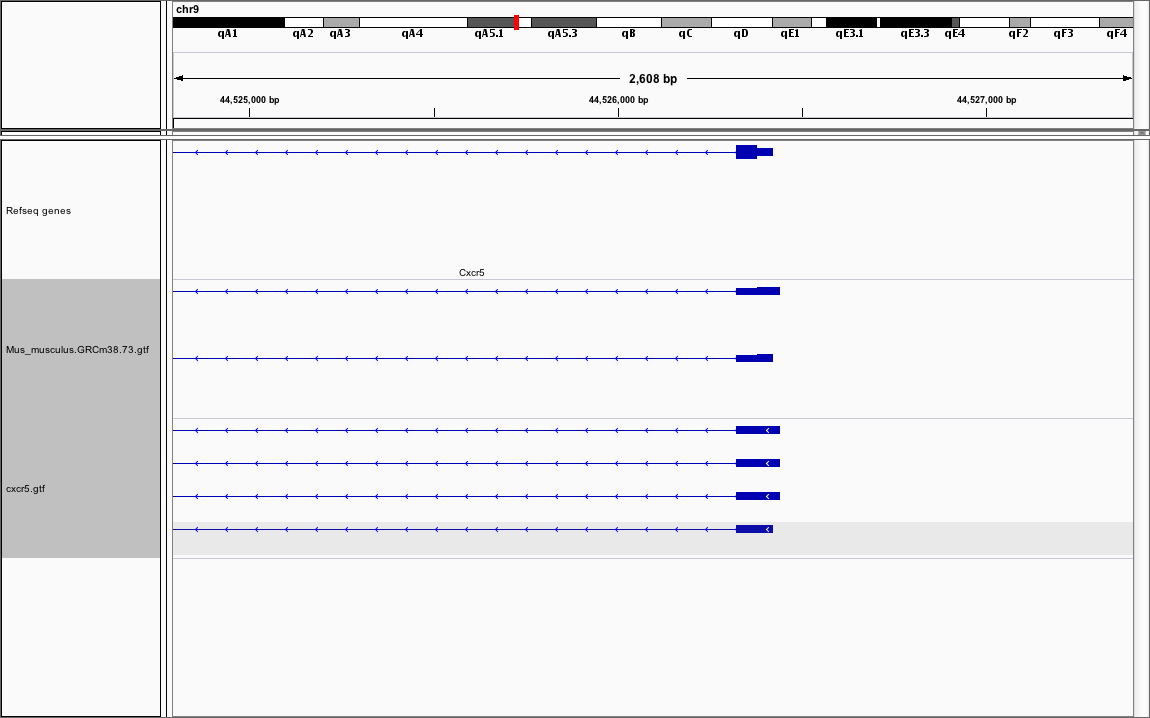 chr9
qA1 qA2 qA3 qA4 qA5.1 qA5.3 qB qC qD qE1 qE3.1 qE3.3 qE4 qF2 qF3 qF4
2,608 bp
44,525,000 bp 44,526,000 bp 44,527,000 bp
Refseq genes
Cxcr5
Mus_musculus.GRCm38.73.gtf
cxcr5.gtf